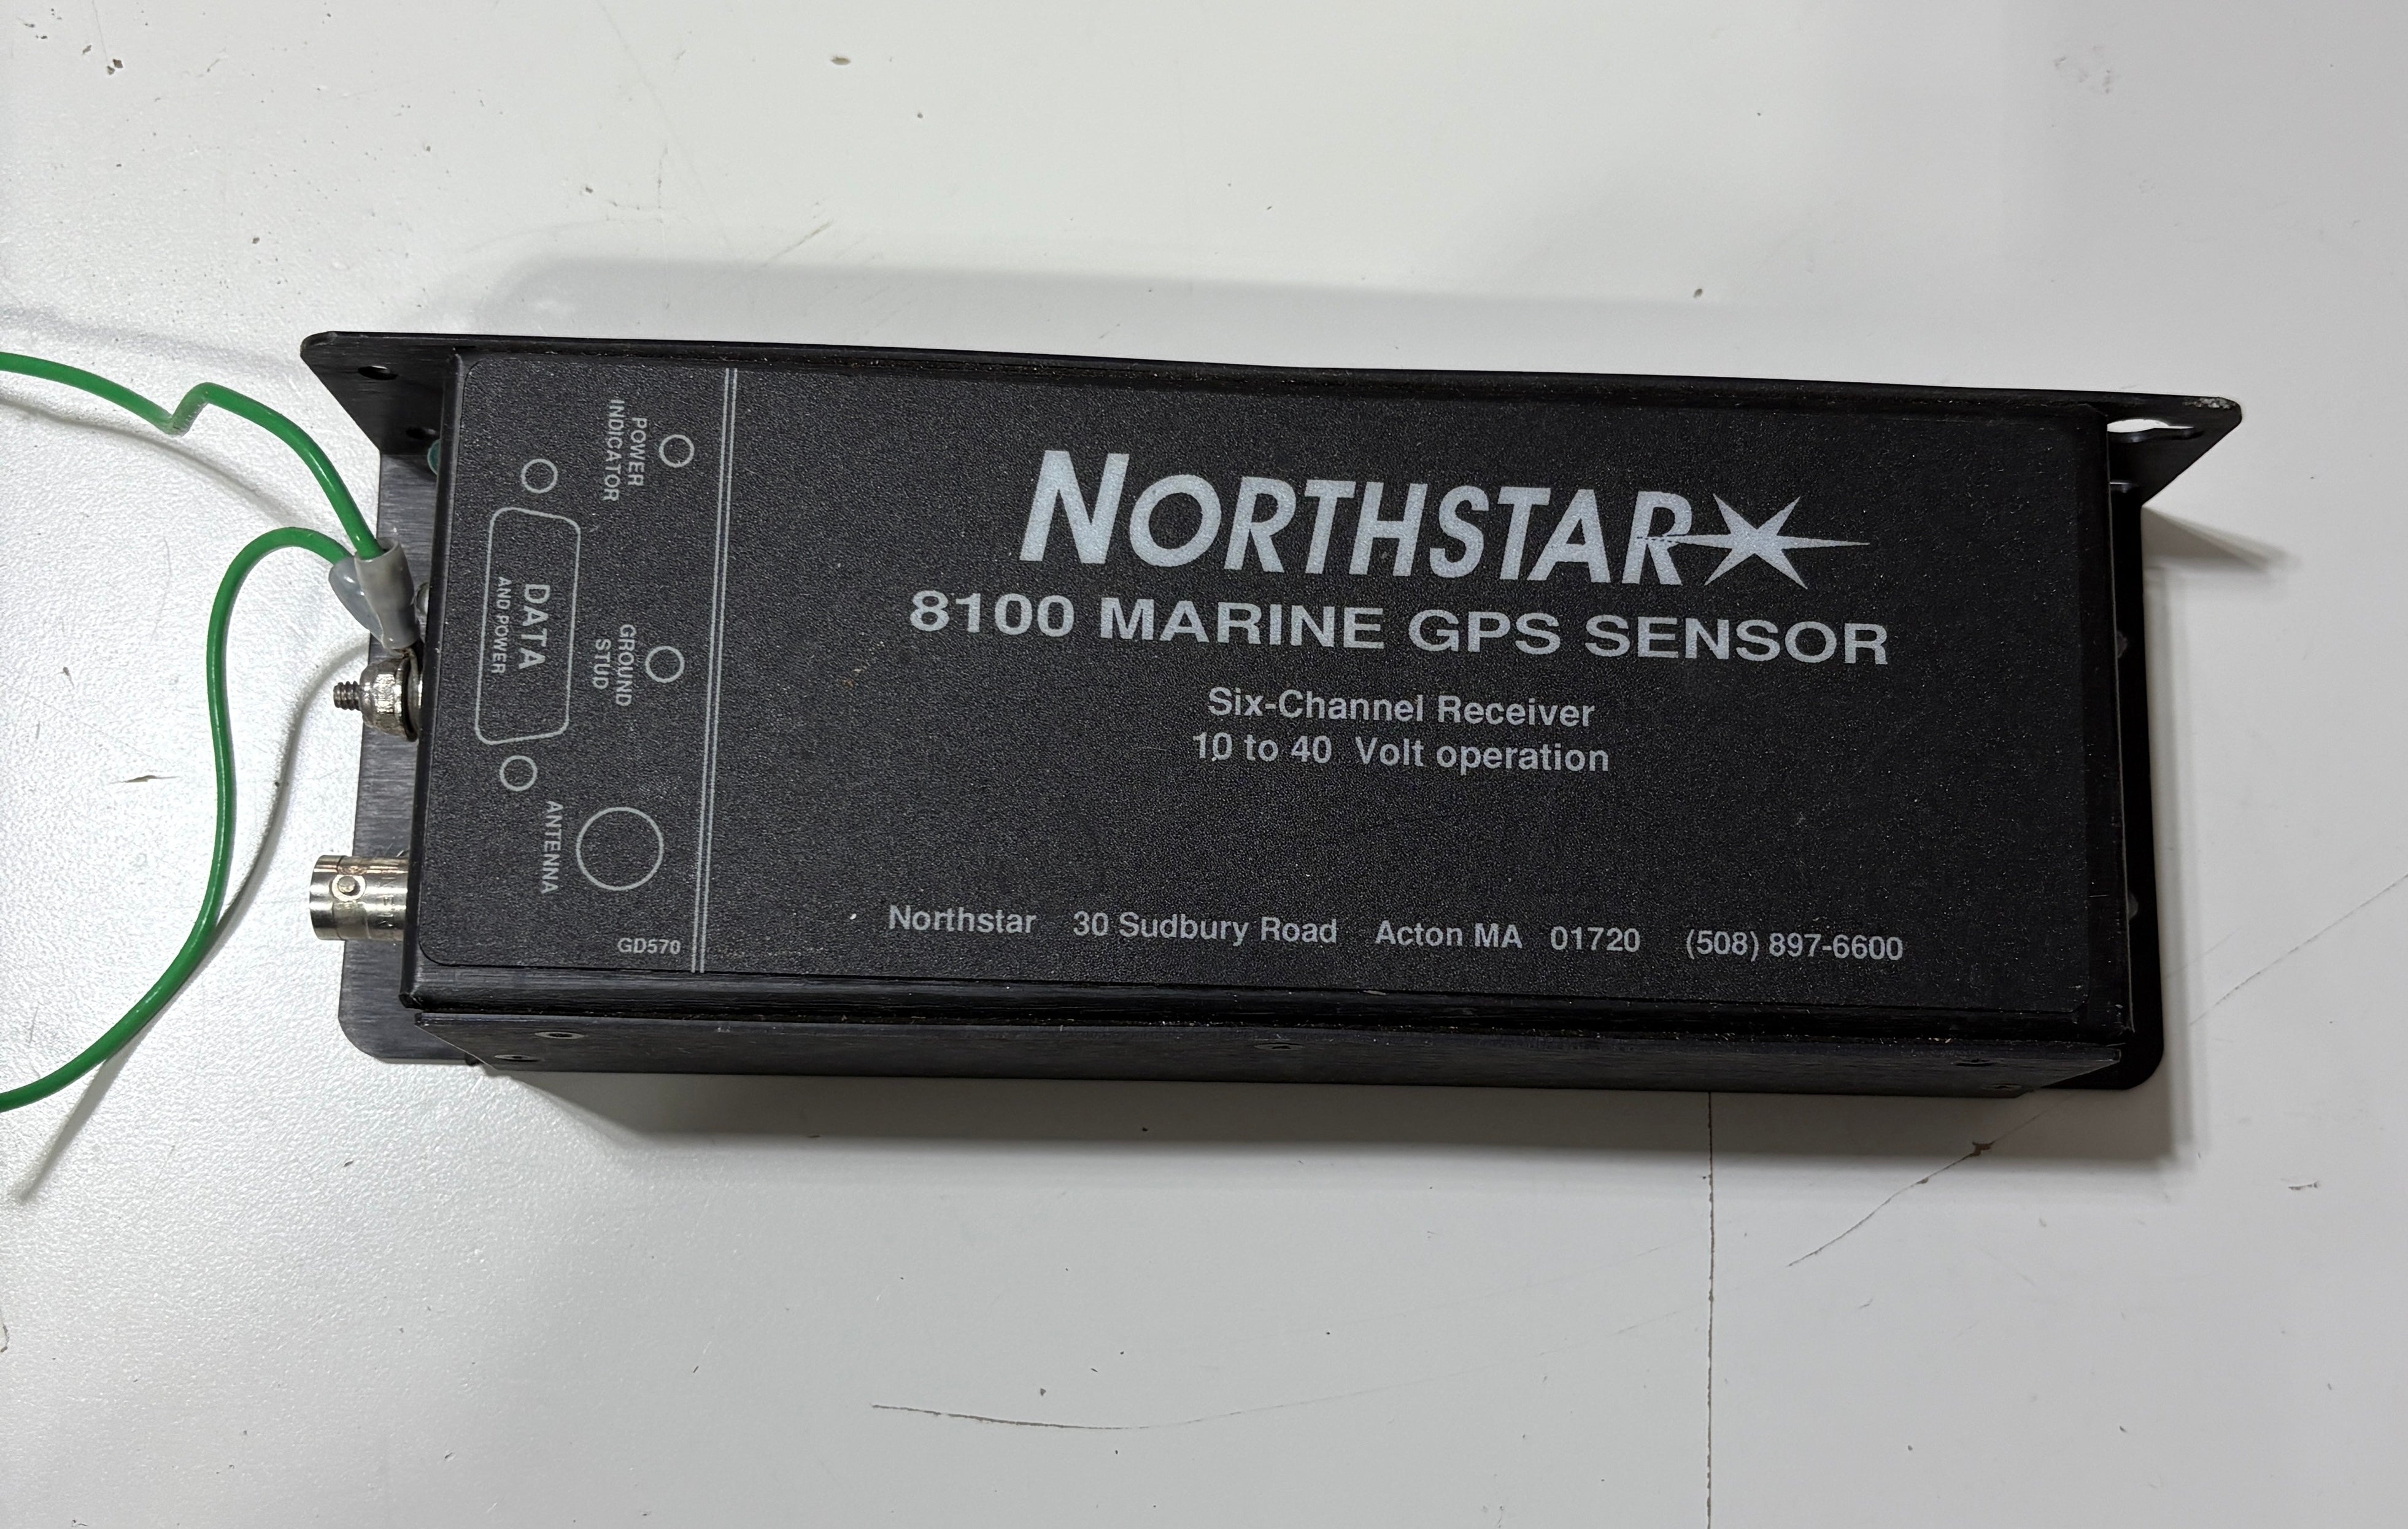 POWER
INDICATOR
GROUND
STUD
DATA
AND POWER
ANTENNA
GD570
NORTHSTAR
8100 MARINE GPS SENSOR
Six-Channel Receiver
10 to 40 Volt operation
Northstar 30 Sudbury Road Acton MA 01720 (508) 897-6600